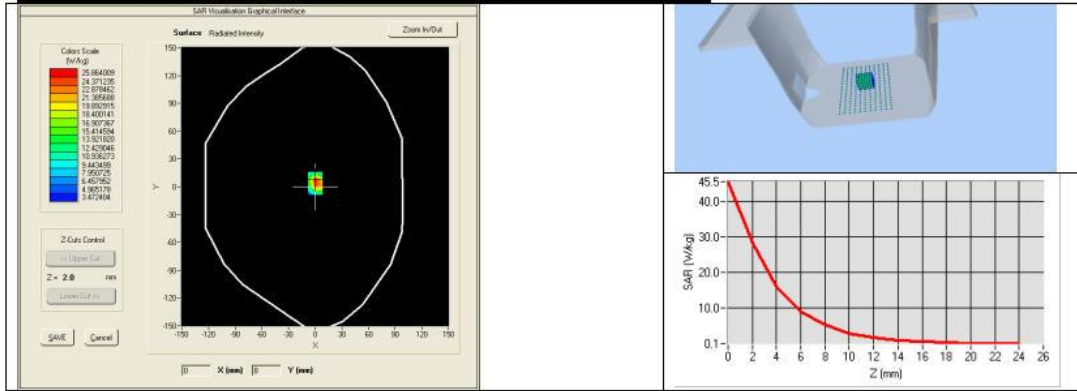 SAR Visualisation Graphical Interface
Surface Radiated Intensity
Zoom In/Out
Colors Scale
(W/kg)
25.864009
24.371235
22.878462
21.385688
19.892915
18.400141
16.907367
15.414594
13.921820
12.429046
10.936273
9.443499
7.950725
6.457952
4.965178
3.472404
150
120
90
60
30
0
-30
-60
-90
-120
-150
Y
-150 -120 -90 -60 -30 0 30 60 90 120 150
X
Z-Cuts Control
<< Upper Cut
Z = 2.0 mm
Lower Cut >>
SAVE Cancel
0 X (mm) 0 Y (mm)
45.5
40.0
30.0
20.0
10.0
0.1
SAR (W/kg)
0 2 4 6 8 10 12 14 16 18 20 22 24 26
Z (mm)